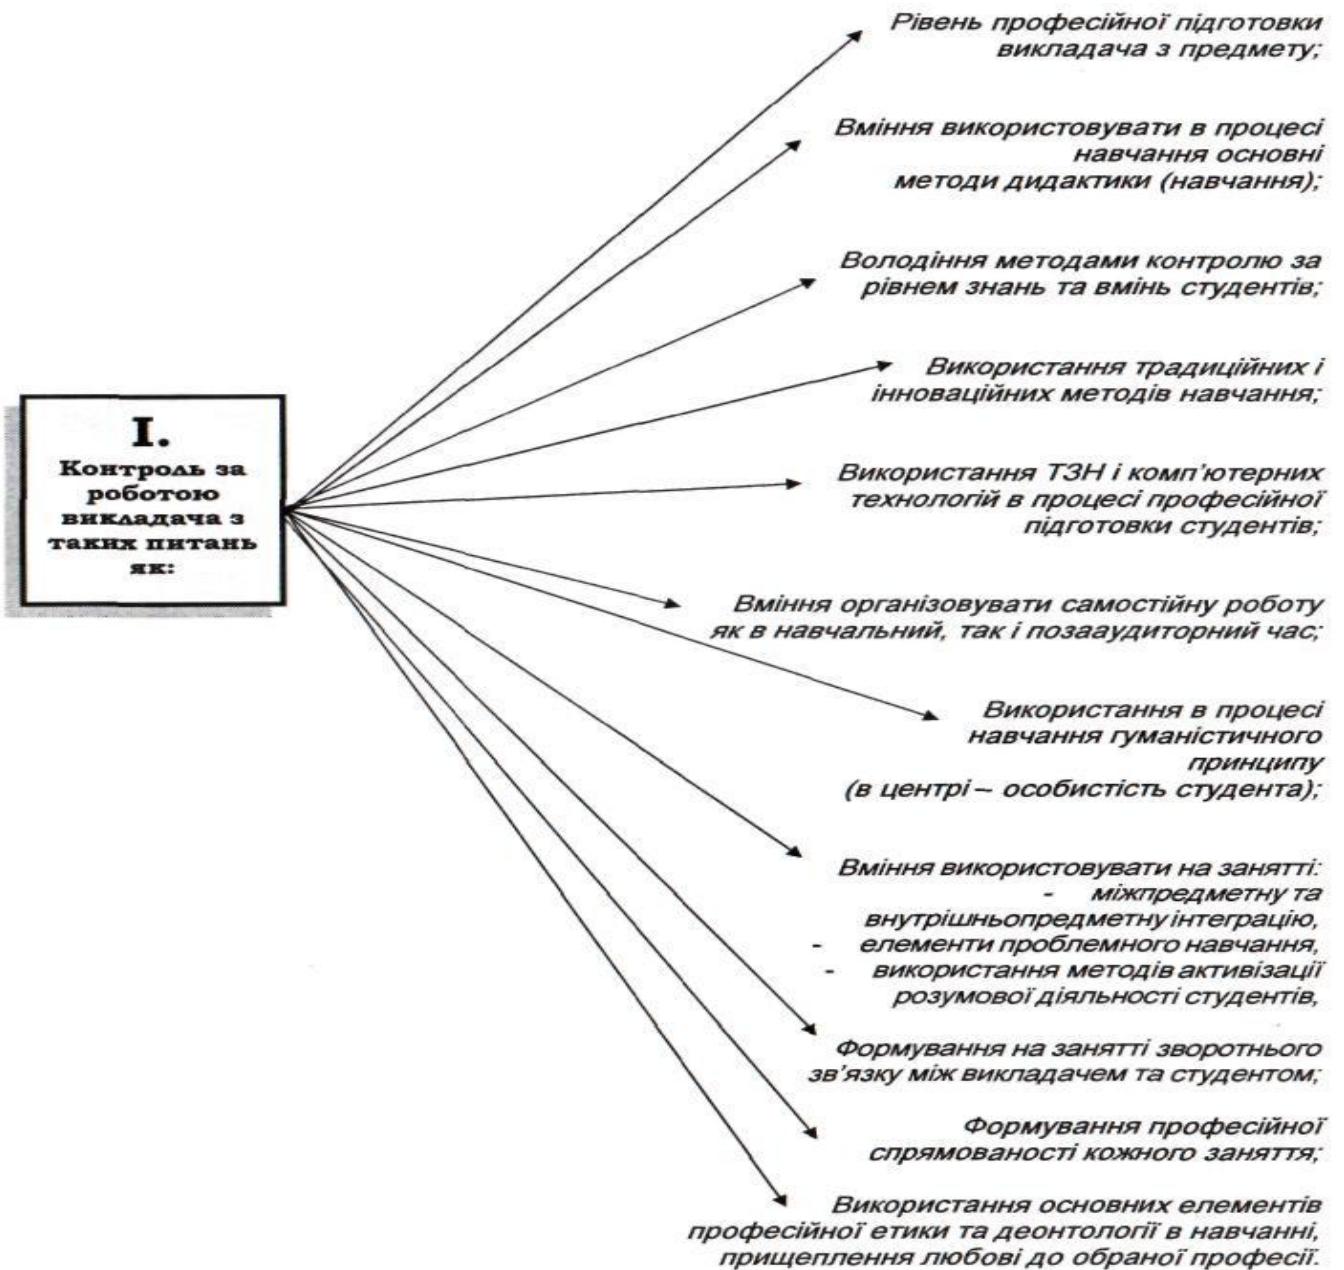 I.
Контроль за
роботою
викладача з
таких питань
як:
Рівень професійної підготовки
викладача з предмету;
Вміння використовувати в процесі
навчання основні
методи дидактики (навчання);
Володіння методами контролю за
рівнем знань та вмінь студентів;
Використання традиційних і
інноваційних методів навчання;
Використання ТЗН і комп'ютерних
технологій в процесі професійної
підготовки студентів;
Вміння організовувати самостійну роботу
як в навчальний, так і позааудиторний час;
Використання в процесі
навчання гуманістичного
принципу
(в центрі – особистість студента);
Вміння використовувати на занятті:
- міжпредметну та
внутрішньопредметну інтеграцію,
- елементи проблемного навчання,
- використання методів активізації
розумової діяльності студентів,
Формування на занятті зворотнього
зв'язку між викладачем та студентом;
Формування професійної
спрямованості кожного заняття;
Використання основних елементів
професійної етики та деонтології в навчанні,
прищеплення любові до обраної професії.